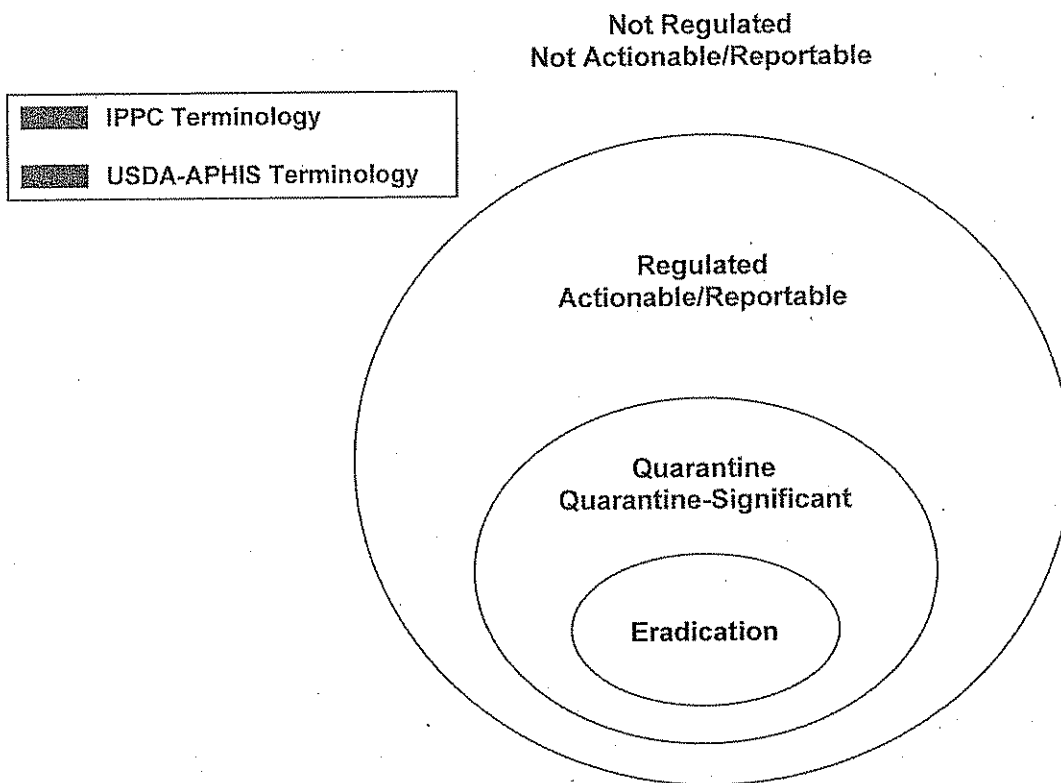 Not Regulated
Not Actionable/Reportable
IPPC Terminology
USDA-APHIS Terminology
Regulated
Actionable/Reportable
Quarantine
Quarantine-Significant
Eradication